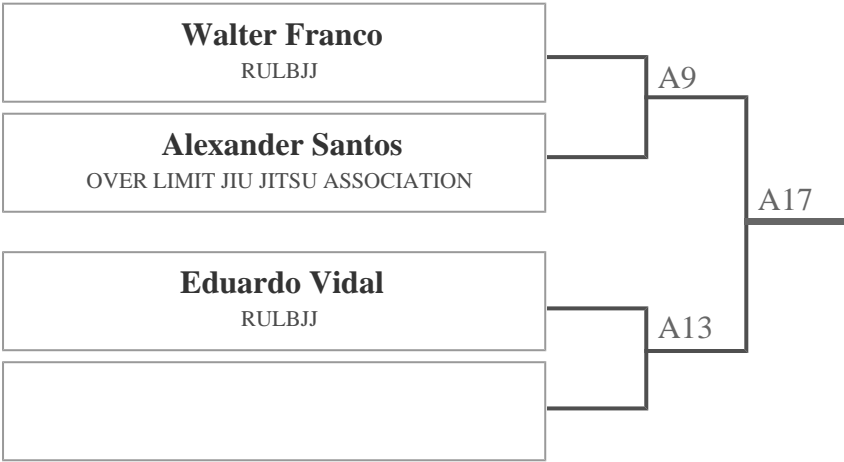 Walter Franco
RULBJJ
A9
Alexander Santos
OVER LIMIT JIU JITSU ASSOCIATION
A17
Eduardo Vidal
RULBJJ
A13